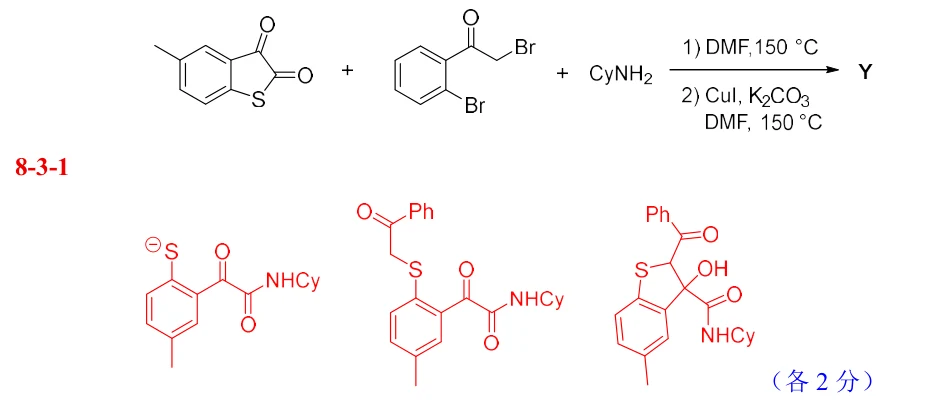 O
O
S
+
O
Br
Br
+
CyNH₂
1) DMF,150 °C
2) CuI, K₂CO₃
DMF, 150 °C
Y
8-3-1
⊖S
O
NHCy
O
O
Ph
S
O
NHCy
O
Ph
O
S
OH
O
NHCy
（各 2 分）